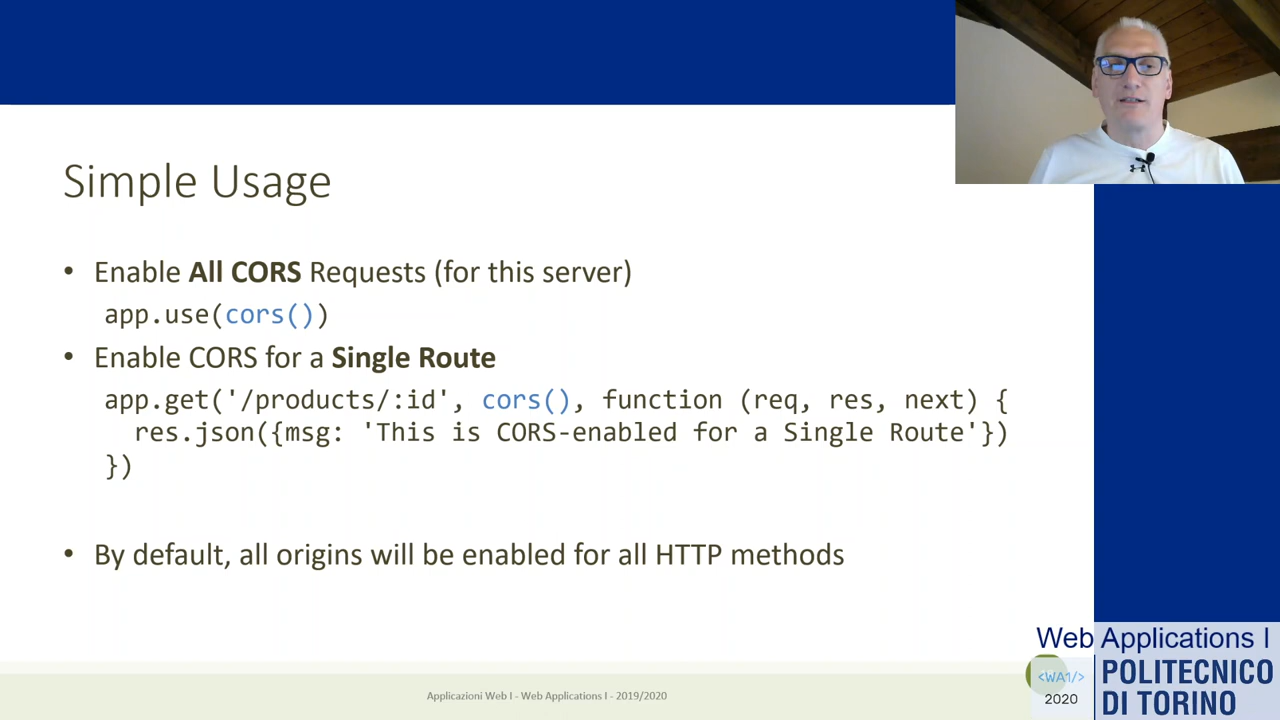 Simple Usage
• Enable All CORS Requests (for this server)
app.use(cors())
• Enable CORS for a Single Route
app.get('/products/:id', cors(), function (req, res, next) {
res.json({msg: 'This is CORS-enabled for a Single Route'})
})
• By default, all origins will be enabled for all HTTP methods
Applicazioni Web I - Web Applications I - 2019/2020
Web Applications I
<WA1/>
2020
POLITECNICO
DI TORINO